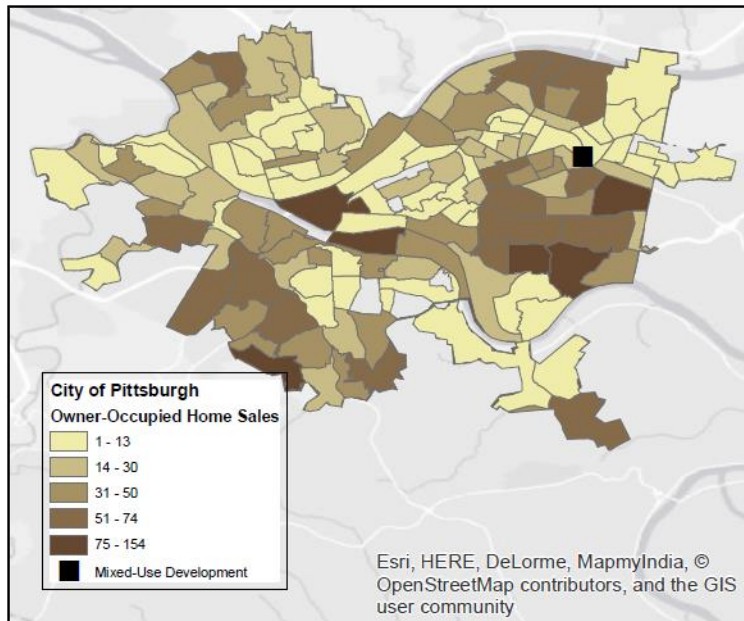 City of Pittsburgh
Owner-Occupied Home Sales
1 - 13
14 - 30
31 - 50
51 - 74
75 - 154
Mixed-Use Development
Esri, HERE, DeLorme, MapmyIndia, ©
OpenStreetMap contributors, and the GIS
user community